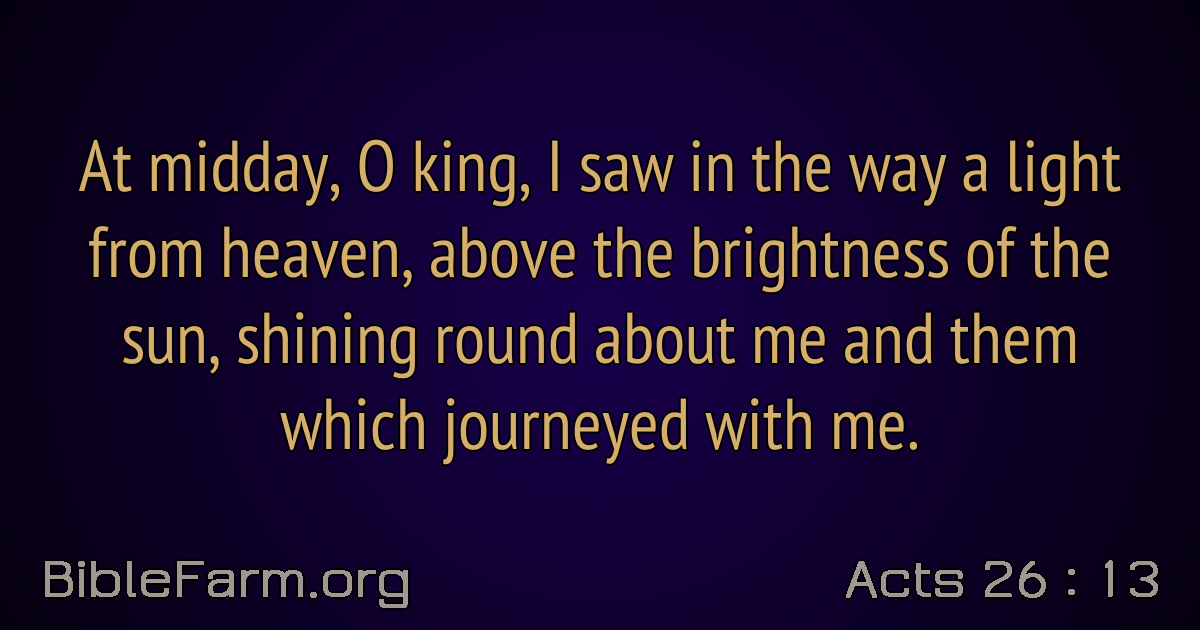 At midday, O king, I saw in the way a light
from heaven, above the brightness of the
sun, shining round about me and them
which journeyed with me.
BibleFarm.org
Acts 26 : 13